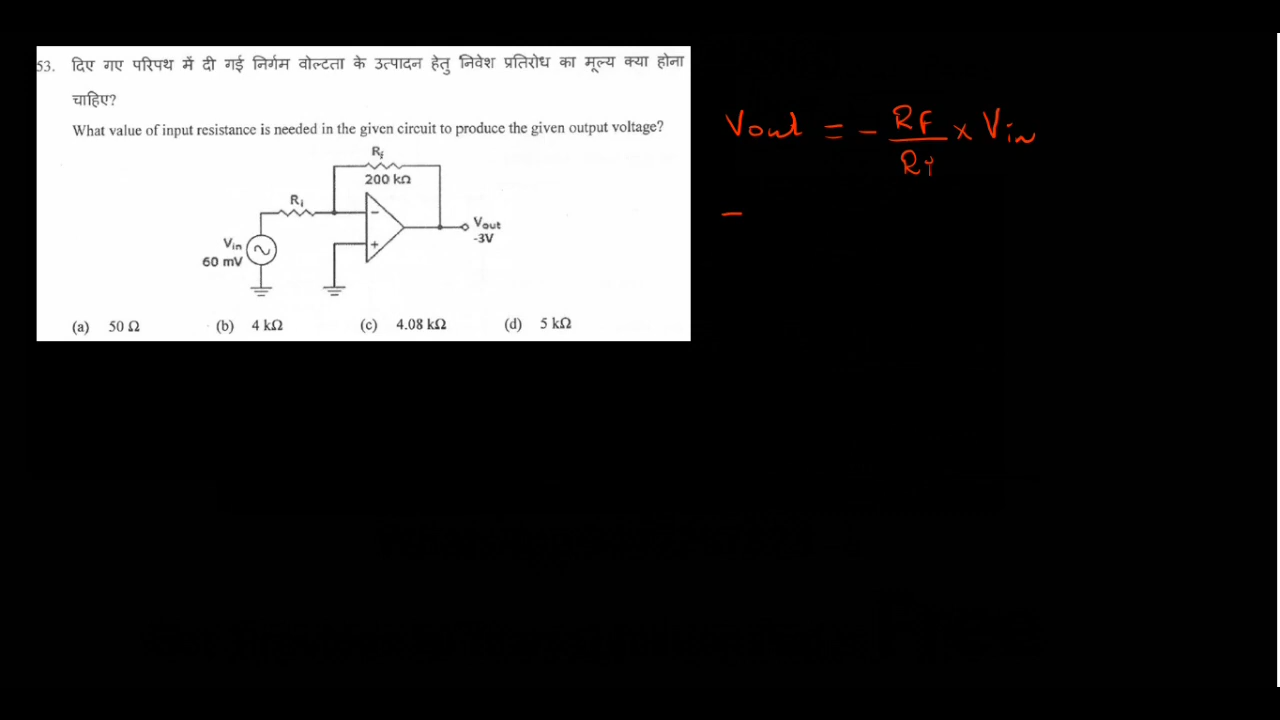 53. दिए गए परिपथ में दी गई निर्गम वोल्टता के उत्पादन हेतु निवेश प्रतिरोध का मूल्य क्या होना
चाहिए?
What value of input resistance is needed in the given circuit to produce the given output voltage?
Rf
200 kΩ
Ri
Vin
60 mV
-
+
Vout
-3V
(a) 50 Ω (b) 4 kΩ (c) 4.08 kΩ (d) 5 kΩ
Vout = - RF/Ri × Vin
-